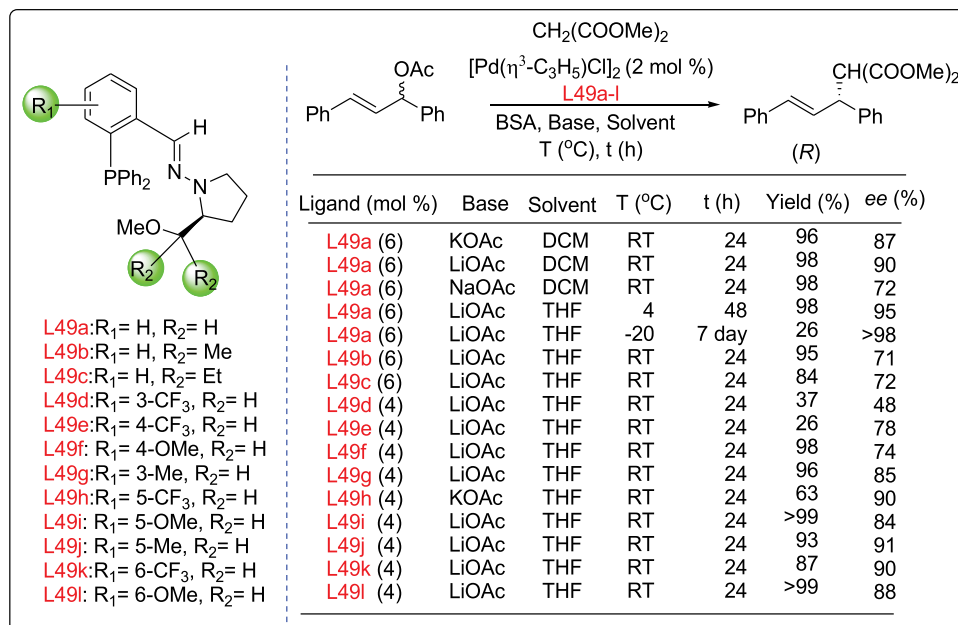 R1
H
PPh2
N
N
MeO
R2
R2
L49a:R1= H, R2= H
L49b:R1= H, R2= Me
L49c:R1= H, R2= Et
L49d:R1= 3-CF3, R2= H
L49e:R1= 4-CF3, R2= H
L49f: R1= 4-OMe, R2= H
L49g:R1= 3-Me, R2= H
L49h:R1= 5-CF3, R2= H
L49i: R1= 5-OMe, R2= H
L49j: R1= 5-Me, R2= H
L49k:R1= 6-CF3, R2= H
L49l: R1= 6-OMe, R2= H
OAc
Ph
Ph
CH2(COOMe)2
[Pd(η3-C3H5)Cl]2 (2 mol %)
L49a-l
BSA, Base, Solvent
T (oC), t (h)
CH(COOMe)2
Ph
Ph
(R)
Ligand (mol %) Base Solvent T (oC) t (h) Yield (%) ee (%)
L49a (6) KOAc DCM RT 24 96 87
L49a (6) LiOAc DCM RT 24 98 90
L49a (6) NaOAc DCM RT 24 98 72
L49a (6) LiOAc THF 4 48 98 95
L49a (6) LiOAc THF -20 7 day 26 >98
L49b (6) LiOAc THF RT 24 95 71
L49c (6) LiOAc THF RT 24 84 72
L49d (4) LiOAc THF RT 24 37 48
L49e (4) LiOAc THF RT 24 26 78
L49f (4) LiOAc THF RT 24 98 74
L49g (4) LiOAc THF RT 24 96 85
L49h (4) KOAc THF RT 24 63 90
L49i (4) LiOAc THF RT 24 >99 84
L49j (4) LiOAc THF RT 24 93 91
L49k (4) LiOAc THF RT 24 87 90
L49l (4) LiOAc THF RT 24 >99 88